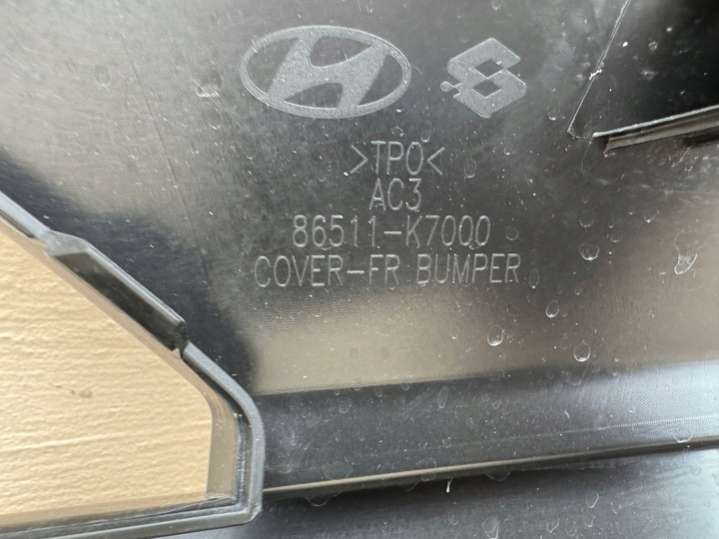 >TPO<
AC3
86511-K7000
COVER-FR BUMPER